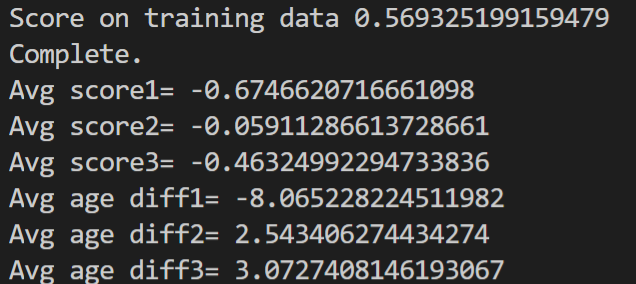 Score on training data 0.569325199159479
Complete.
Avg score1= -0.6746620716661098
Avg score2= -0.05911286613728661
Avg score3= -0.46324992294733836
Avg age diff1= -8.065228224511982
Avg age diff2= 2.543406274434274
Avg age diff3= 3.0727408146193067